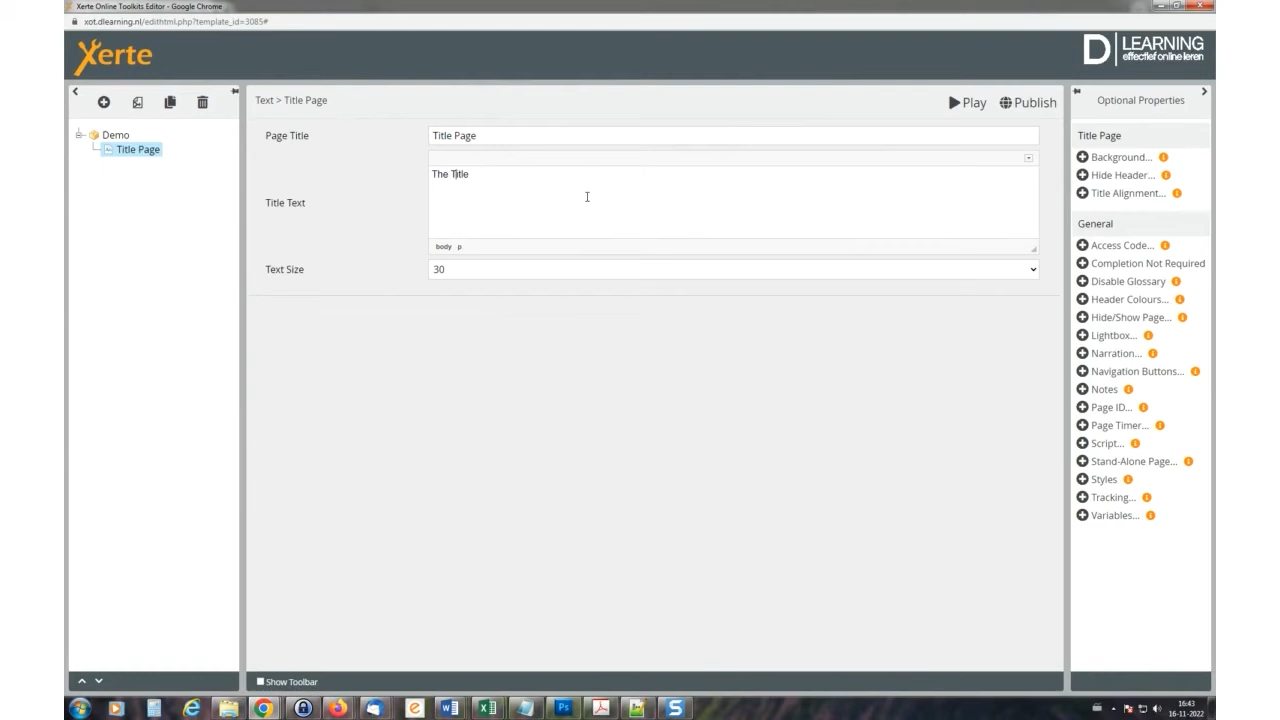 Xerte Online Toolkits Editor - Google Chrome
xot.dlearning.nl/edithtml.php?template_id=3085#
Xerte
D LEARNING
effectief online leren
Demo
Title Page
Text > Title Page
Play
Publish
Page Title
Title Page
Title Text
The Title
body p
Text Size
30
Show Toolbar
Optional Properties
Title Page
Background...
Hide Header...
Title Alignment...
General
Access Code...
Completion Not Required
Disable Glossary
Header Colours...
Hide/Show Page...
Lightbox...
Narration...
Navigation Buttons...
Notes
Page ID...
Page Timer...
Script...
Stand-Alone Page...
Styles
Tracking...
Variables...
16:43
16-11-2022